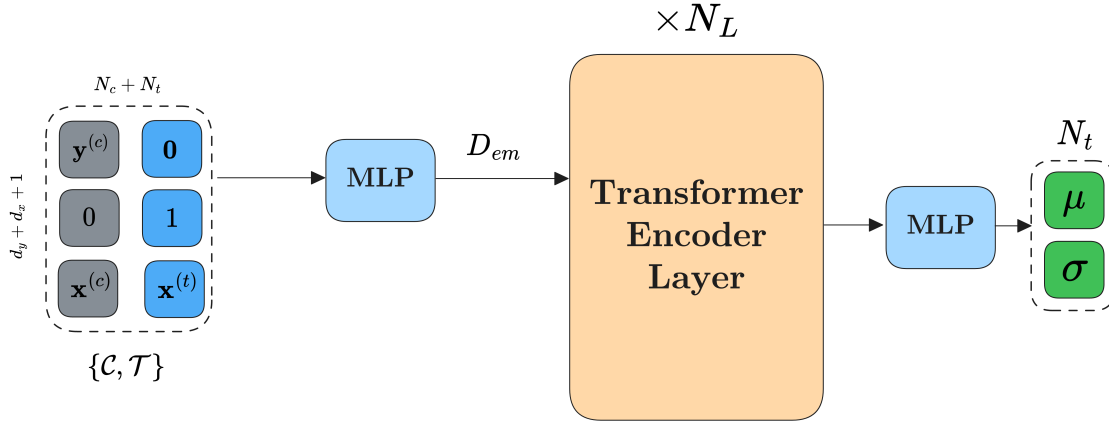 × N_L
N_c + N_t
d_y + d_x + 1
y^(c) 0
0 1
x^(c) x^(t)
{𝒞, 𝒯}
MLP
D_em
Transformer
Encoder
Layer
MLP
N_t
μ
σ